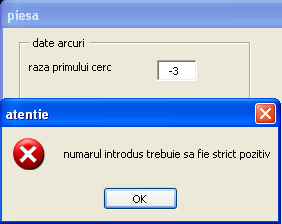 piesa
date arcuri
raza primului cerc -3
atentie
numarul introdus trebuie sa fie strict pozitiv
OK